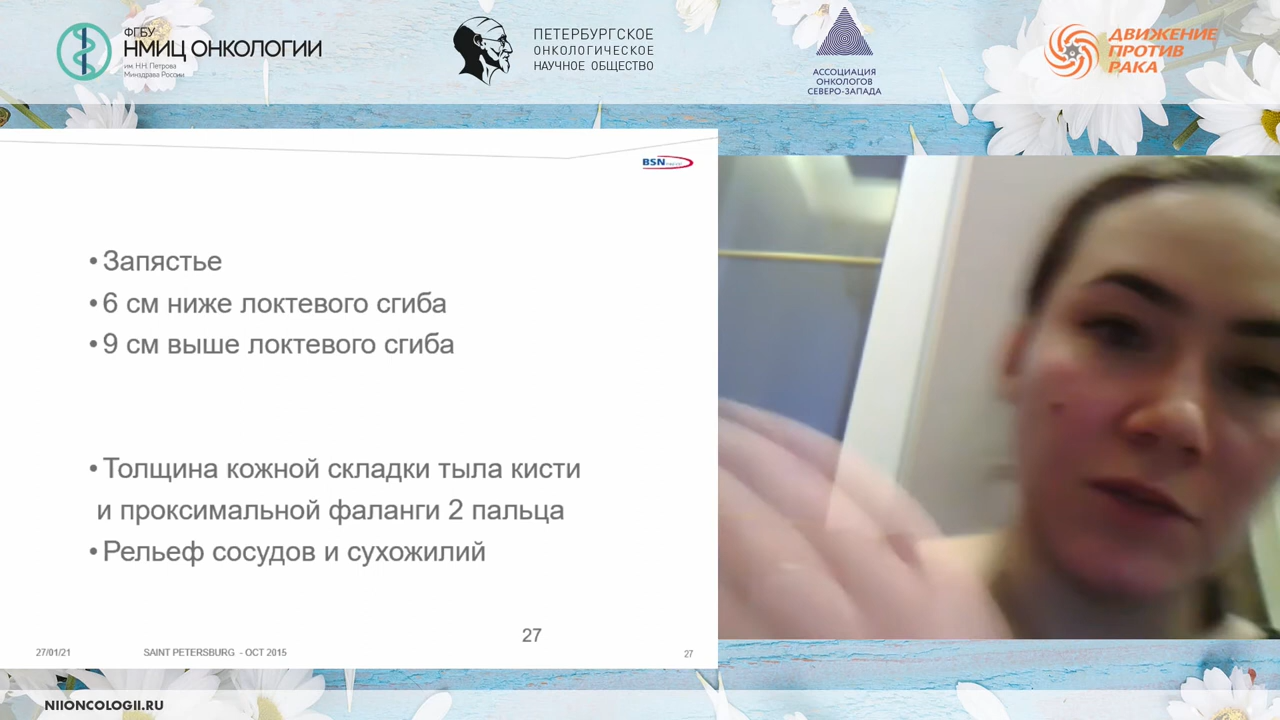 ФГБУ
НМИЦ ОНКОЛОГИИ
им. Н.Н. Петрова
Минздрава России
ПЕТЕРБУРГСКОЕ
ОНКОЛОГИЧЕСКОЕ
НАУЧНОЕ ОБЩЕСТВО
АССОЦИАЦИЯ
ОНКОЛОГОВ
СЕВЕРО-ЗАПАДА
ДВИЖЕНИЕ
ПРОТИВ
РАКА
BSN
• Запястье
• 6 см ниже локтевого сгиба
• 9 см выше локтевого сгиба
• Толщина кожной складки тыла кисти
и проксимальной фаланги 2 пальца
• Рельеф сосудов и сухожилий
27
27/01/21
SAINT PETERSBURG - OCT 2015
27
NIIONCOLOGII.RU